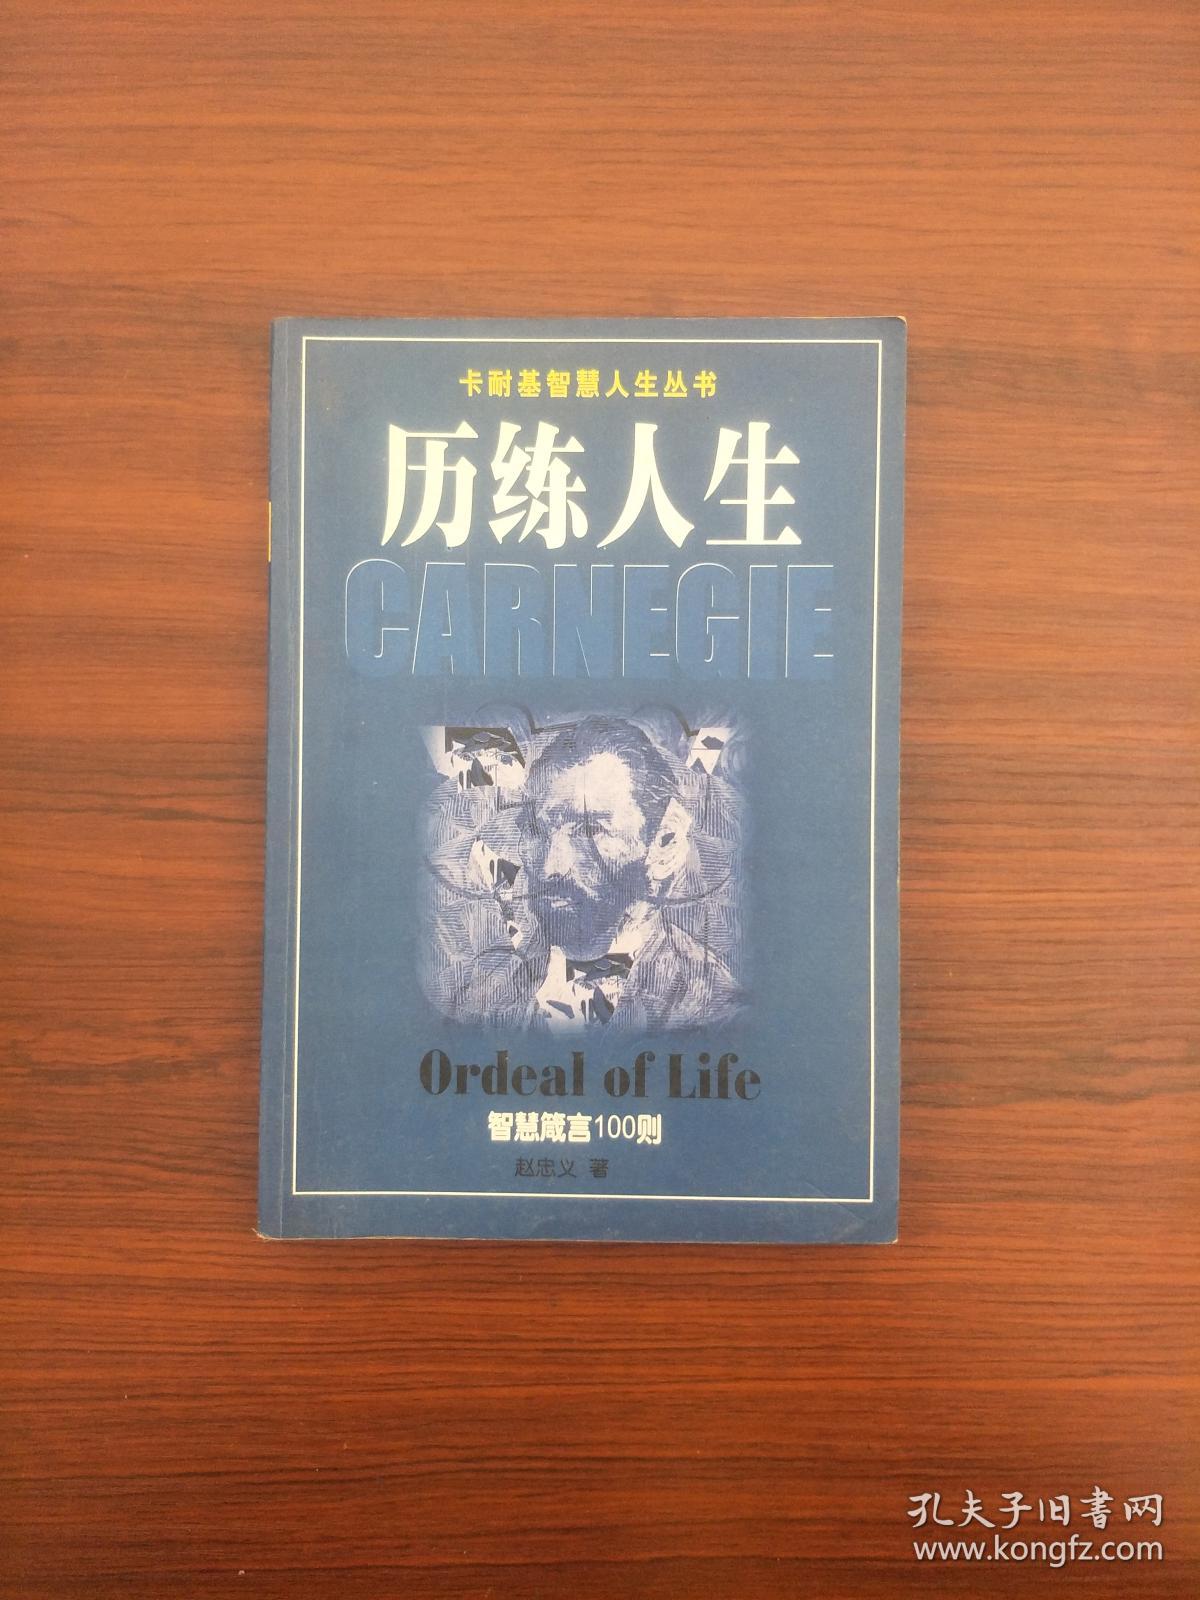 卡耐基智慧人生丛书
历练人生
CARNEGIE
Ordeal of Life
智慧箴言100则
赵忠义 著
孔夫子旧书网
www.kongfz.com